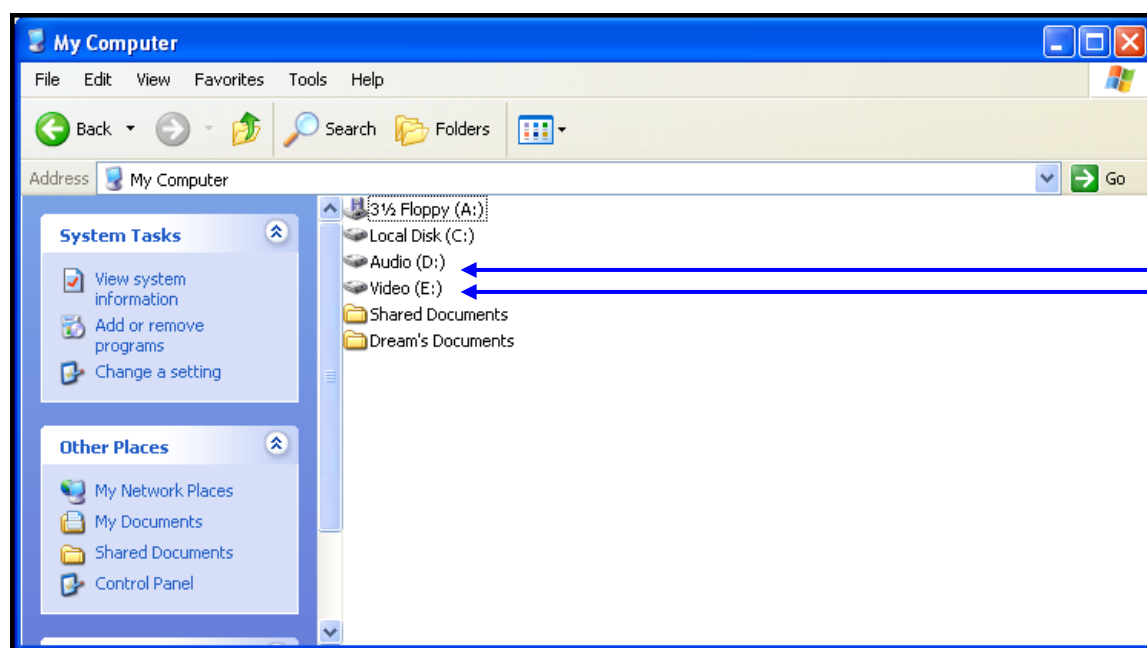 My Computer
File Edit View Favorites Tools Help
Back Search Folders
Address My Computer Go
System Tasks
View system
information
Add or remove
programs
Change a setting
Other Places
My Network Places
My Documents
Shared Documents
Control Panel
3½ Floppy (A:)
Local Disk (C:)
Audio (D:)
Video (E:)
Shared Documents
Dream's Documents